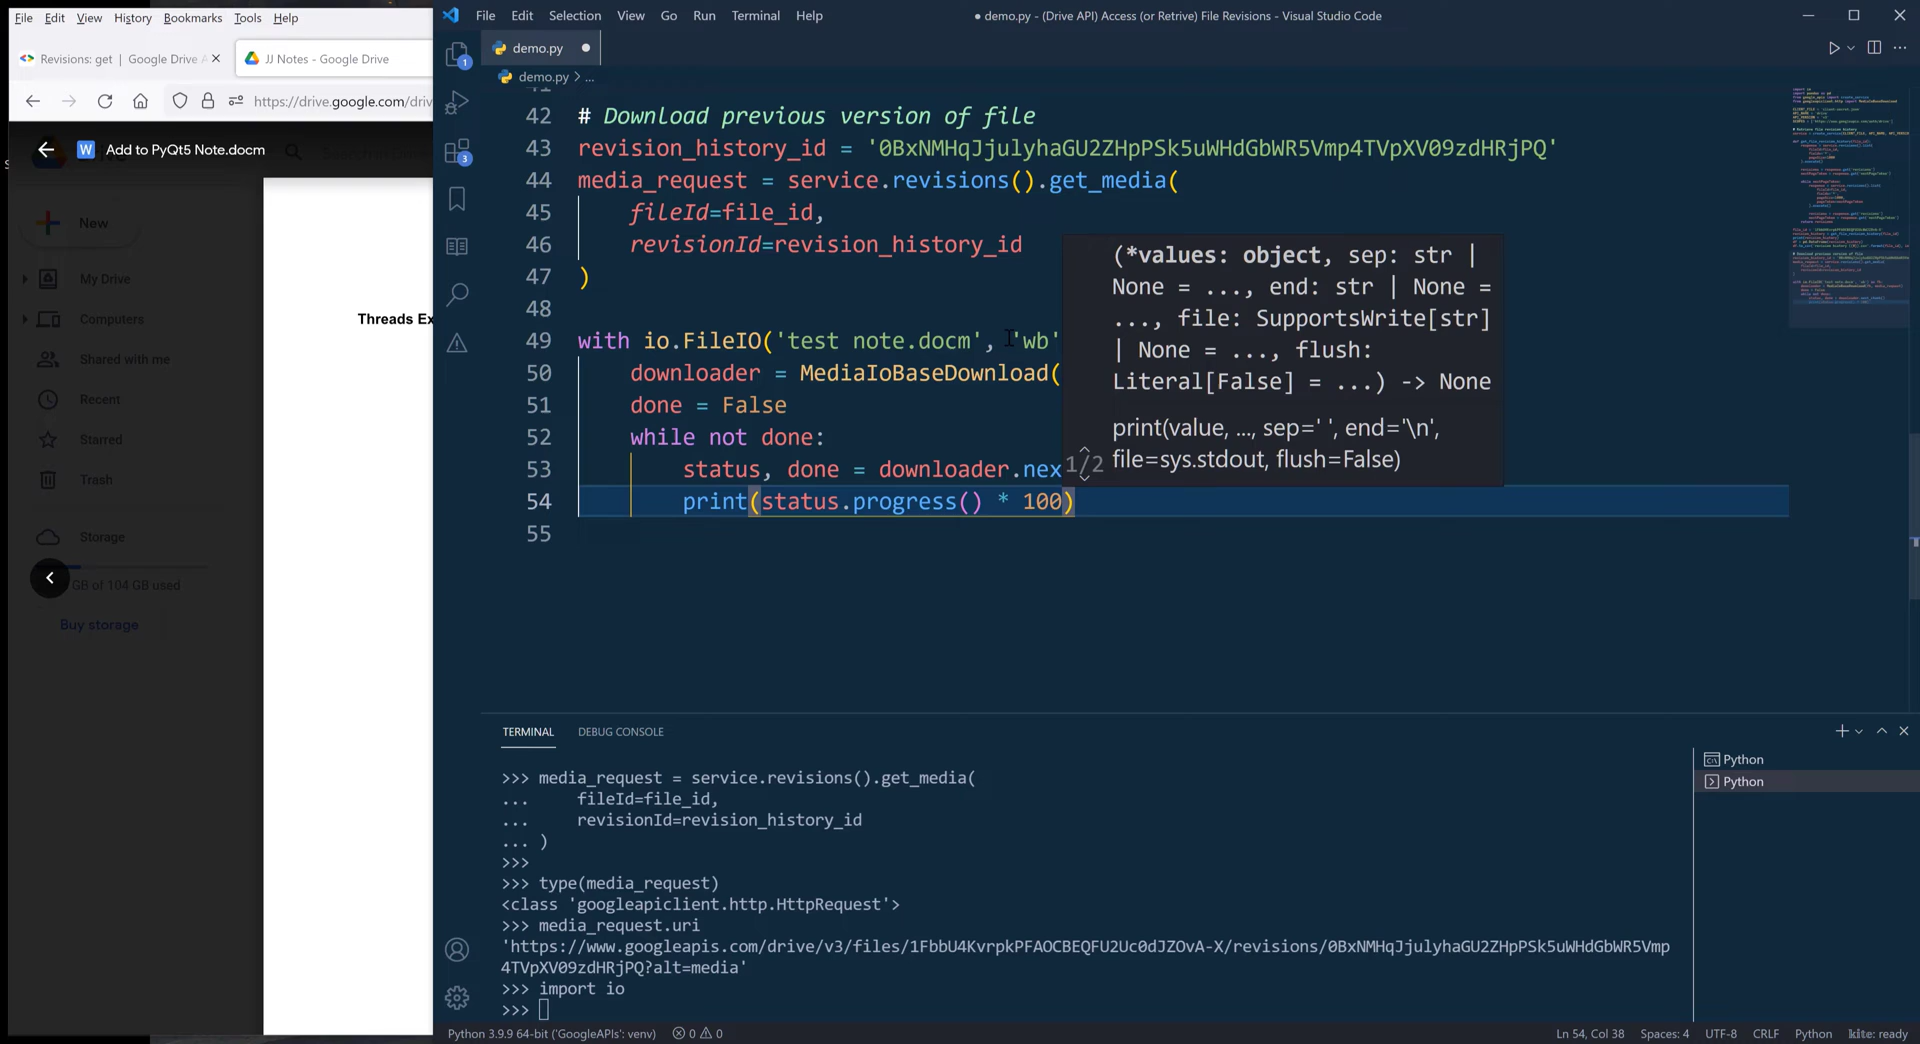 File Edit View History Bookmarks Tools Help
Revisions: get | Google Drive A
JJ Notes - Google Drive
https://drive.google.com/driv
Add to PyQt5 Note.docm
New
My Drive
Computers
Shared with me
Recent
Starred
Trash
Storage
GB of 104 GB used
Buy storage
Threads Ex
File Edit Selection View Go Run Terminal Help
● demo.py - (Drive API) Access (or Retrive) File Revisions - Visual Studio Code
demo.py
demo.py > ...
1
3
42 # Download previous version of file
43 revision_history_id = '0BxNMHqJjulyhaGU2ZHpPSk5uWHdGbWR5Vmp4TVpXV09zdHRjPQ'
44 media_request = service.revisions().get_media(
45 fileId=file_id,
46 revisionId=revision_history_id
47 )
48
49 with io.FileIO('test note.docm', 'wb'
50 downloader = MediaIoBaseDownload(
51 done = False
52 while not done:
53 status, done = downloader.nex
54 print(status.progress() * 100)
55
(*values: object, sep: str |
None = ..., end: str | None =
..., file: SupportsWrite[str]
| None = ..., flush:
Literal[False] = ...) -> None
print(value, ..., sep=' ', end='\n',
1/2 file=sys.stdout, flush=False)
TERMINAL DEBUG CONSOLE
>>> media_request = service.revisions().get_media(
... fileId=file_id,
... revisionId=revision_history_id
... )
>>>
>>> type(media_request)
<class 'googleapiclient.http.HttpRequest'>
>>> media_request.uri
'https://www.googleapis.com/drive/v3/files/1FbbU4KvrpkPFAOCBEQFU2Uc0dJZOvA-X/revisions/0BxNMHqJjulyhaGU2ZHpPSk5uWHdGbWR5Vmp
4TVpXV09zdHRjPQ?alt=media'
>>> import io
>>>
Python
Python
Python 3.9.9 64-bit ('GoogleAPIs': venv) 0 0
Ln 54, Col 38 Spaces: 4 UTF-8 CRLF Python kite: ready